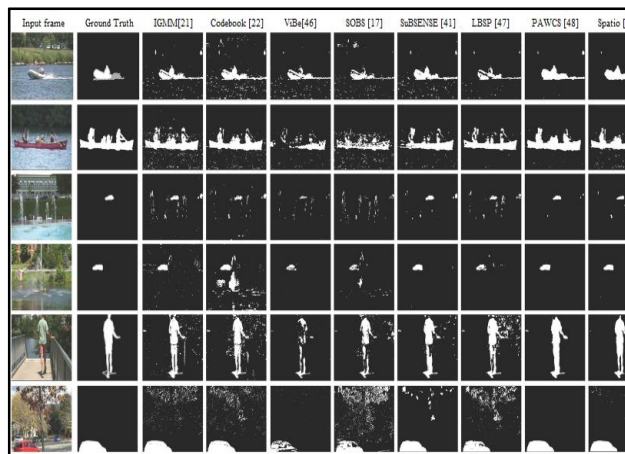 Input frame Ground Truth IGMM[21] Codebook [22] ViBe[46] SOBS [17] SuBSENSE [41] LBSP [47] PAWCS [48] Spatio [